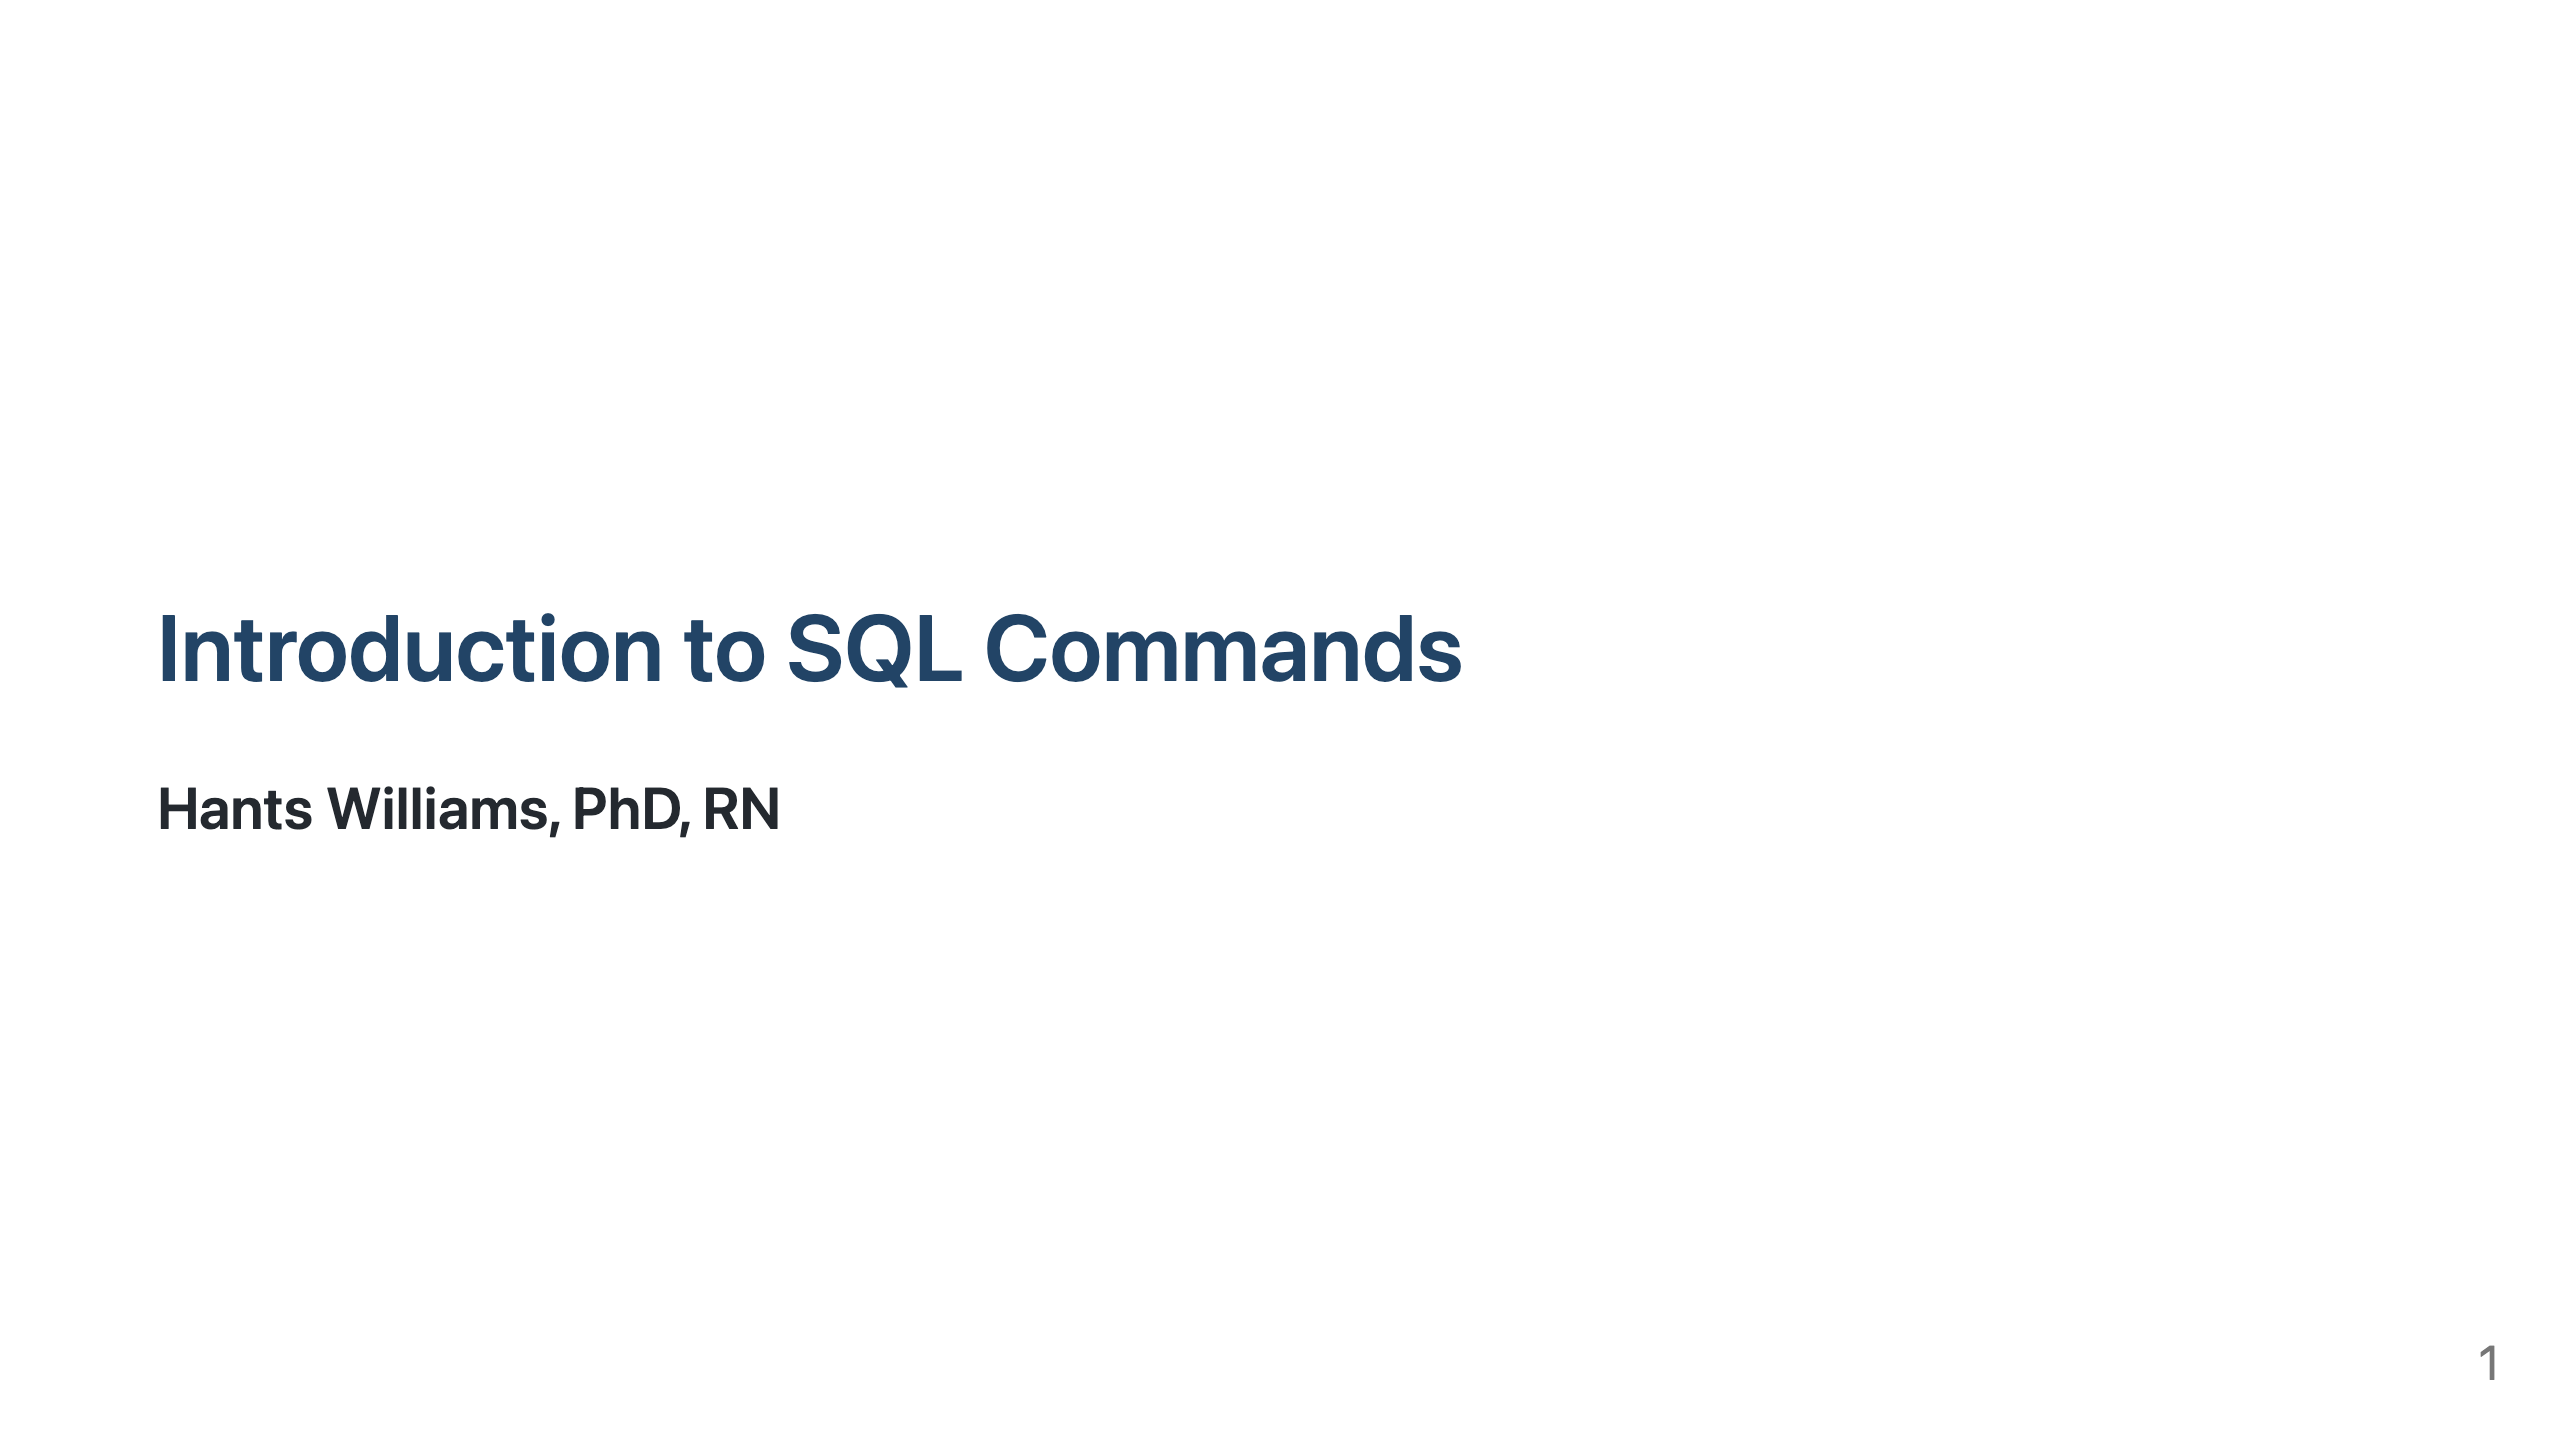 Introduction to SQL Commands
Hants Williams, PhD, RN
1